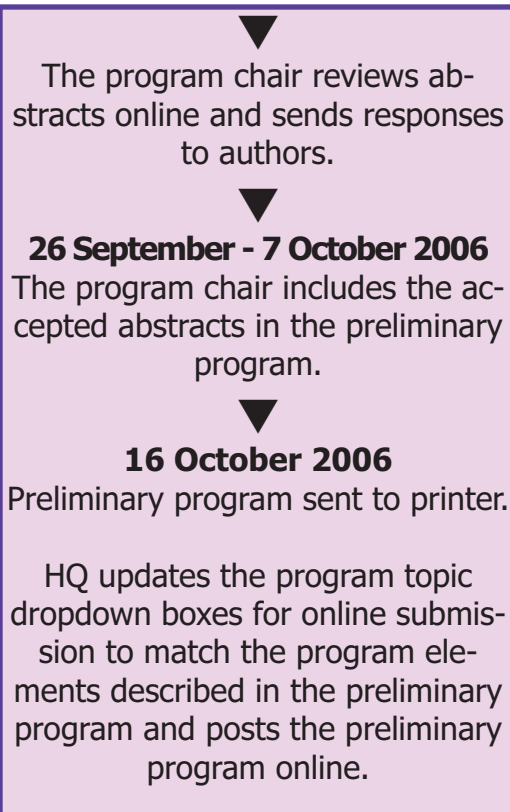 The program chair reviews ab-
stracts online and sends responses
to authors.
26 September - 7 October 2006
The program chair includes the ac-
cepted abstracts in the preliminary
program.
16 October 2006
Preliminary program sent to printer.
HQ updates the program topic
dropdown boxes for online submis-
sion to match the program ele-
ments described in the preliminary
program and posts the preliminary
program online.